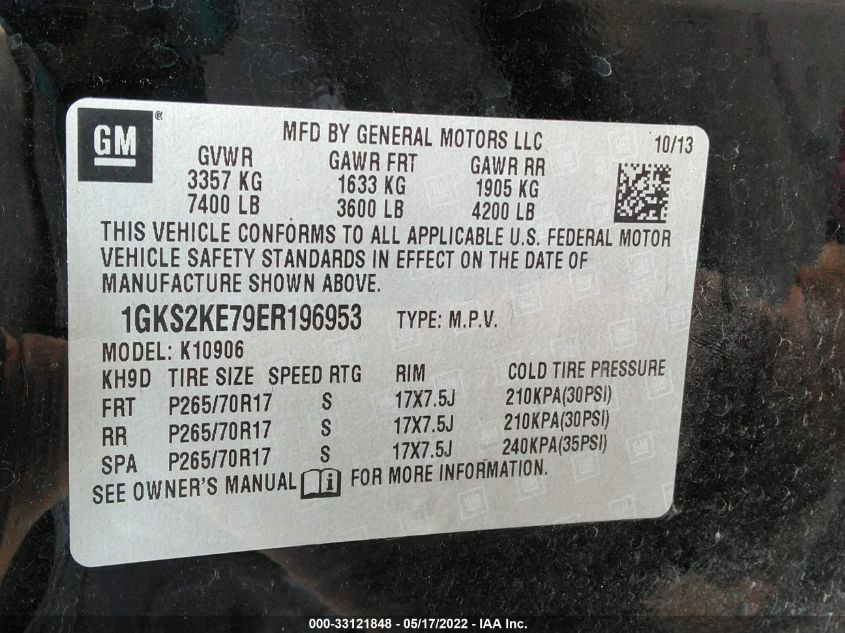 GM®
MFD BY GENERAL MOTORS LLC 10/13
GVWR GAWR FRT GAWR RR
3357 KG 1633 KG 1905 KG
7400 LB 3600 LB 4200 LB
THIS VEHICLE CONFORMS TO ALL APPLICABLE U.S. FEDERAL MOTOR
VEHICLE SAFETY STANDARDS IN EFFECT ON THE DATE OF
MANUFACTURE SHOWN ABOVE.
1GKS2KE79ER196953 TYPE: M.P.V.
MODEL: K10906
KH9D TIRE SIZE SPEED RTG RIM COLD TIRE PRESSURE
FRT P265/70R17 S 17X7.5J 210KPA(30PSI)
RR P265/70R17 S 17X7.5J 210KPA(30PSI)
SPA P265/70R17 S 17X7.5J 240KPA(35PSI)
SEE OWNER'S MANUAL i FOR MORE INFORMATION.
000-33121848 - 05/17/2022 - IAA Inc.